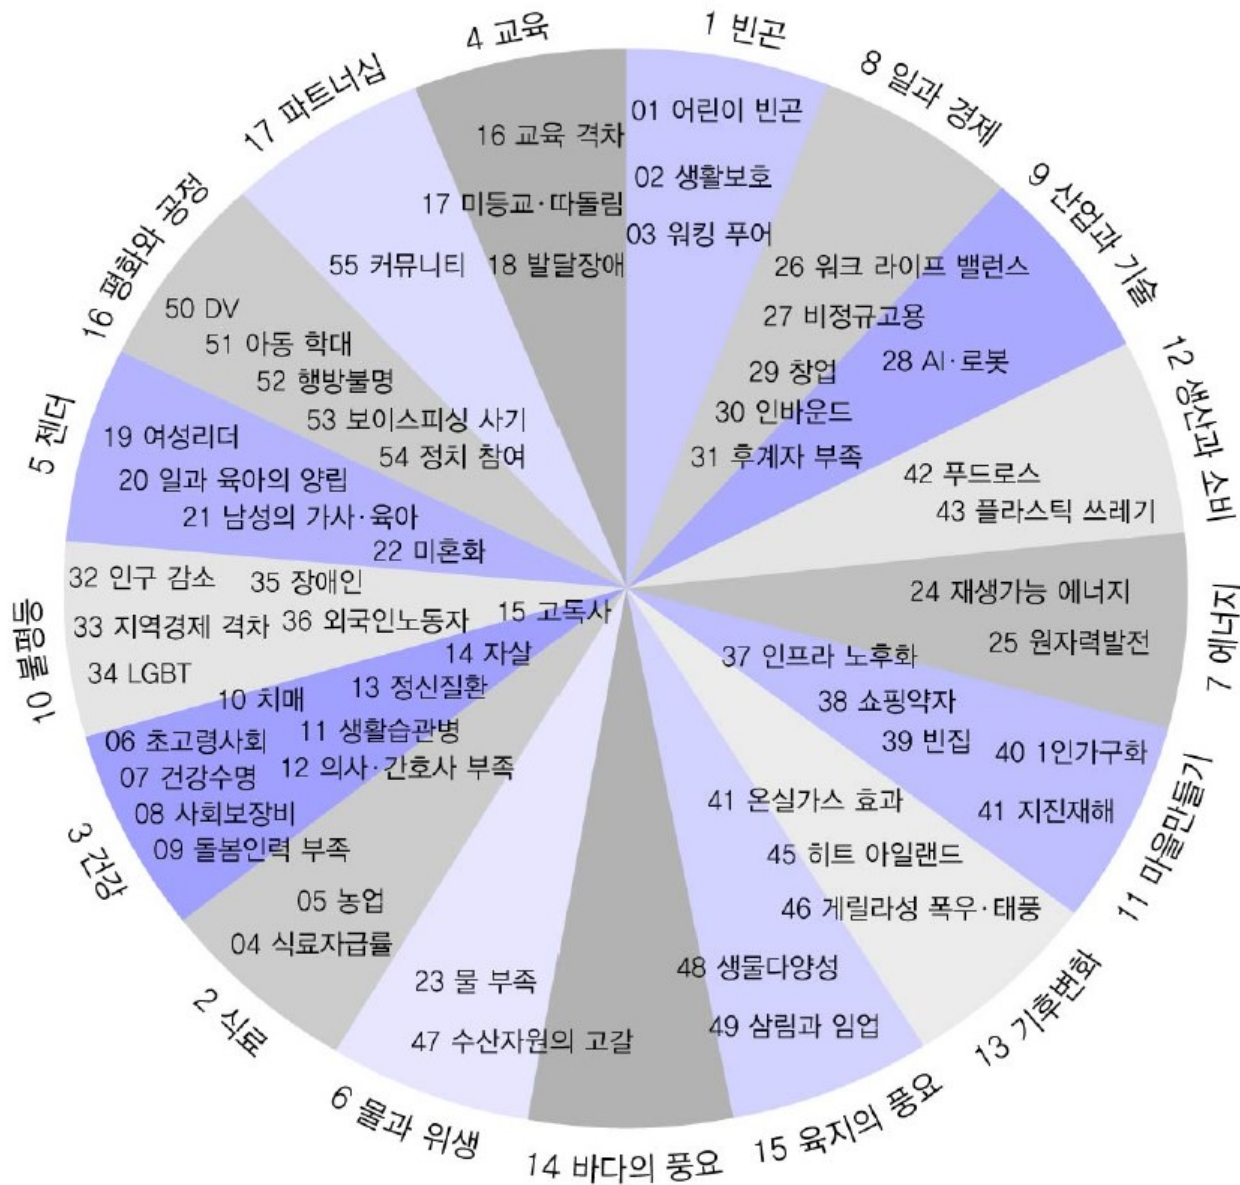 1 빈곤
01 어린이 빈곤
02 생활보호
03 워킹 푸어
8 일과 경제
26 워크 라이프 밸런스
27 비정규고용
29 창업
30 인바운드
31 후계자 부족
9 산업과 기술
28 AI·로봇
12 생산과 소비
42 푸드로스
43 플라스틱 쓰레기
7 에너지
24 재생가능 에너지
25 원자력발전
11 마을만들기
37 인프라 노후화
38 쇼핑약자
39 빈집
40 1인가구화
41 지진재해
13 기후변화
41 온실가스 효과
45 히트 아일랜드
46 게릴라성 폭우·태풍
15 육지의 풍요
48 생물다양성
49 삼림과 임업
14 바다의 풍요
47 수산자원의 고갈
6 물과 위생
23 물 부족
2 식료
05 농업
04 식료자급률
3 건강
15 고독사
14 자살
13 정신질환
10 치매
11 생활습관병
06 초고령사회
12 의사·간호사 부족
07 건강수명
08 사회보장비
09 돌봄인력 부족
10 불평등
32 인구 감소
35 장애인
33 지역경제 격차
36 외국인노동자
34 LGBT
5 젠더
19 여성리더
20 일과 육아의 양립
21 남성의 가사·육아
22 미혼화
16 평화와 공정
50 DV
51 아동 학대
52 행방불명
53 보이스피싱 사기
54 정치 참여
17 파트너십
55 커뮤니티
4 교육
16 교육 격차
17 미등교·따돌림
18 발달장애